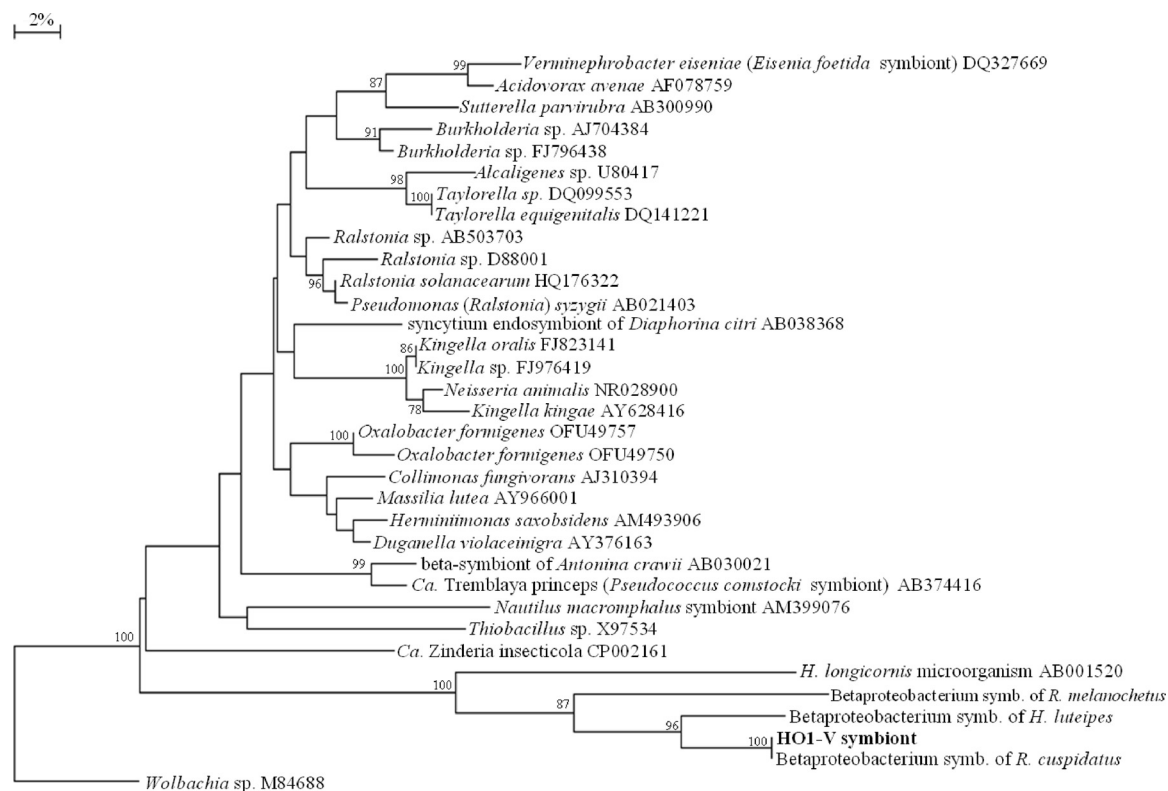 2%
99
Verminephrobacter eiseniae (Eisenia foetida symbiont) DQ327669
87
Acidovorax avenae AF078759
Sutterella parvirubra AB300990
91
Burkholderia sp. AJ704384
Burkholderia sp. FJ796438
98
Alcaligenes sp. U80417
100
Taylorella sp. DQ099553
Taylorella equigenitalis DQ141221
Ralstonia sp. AB503703
Ralstonia sp. D88001
96
Ralstonia solanacearum HQ176322
Pseudomonas (Ralstonia) syzygii AB021403
syncytium endosymbiont of Diaphorina citri AB038368
86
Kingella oralis FJ823141
100
Kingella sp. FJ976419
Neisseria animalis NR028900
78
Kingella kingae AY628416
100
Oxalobacter formigenes OFU49757
Oxalobacter formigenes OFU49750
Collimonas fungivorans AJ310394
Massilia lutea AY966001
Herminiimonas saxobsidens AM493906
Duganella violaceinigra AY376163
99
beta-symbiont of Antonina crawii AB030021
Ca. Tremblaya princeps (Pseudococcus comstocki symbiont) AB374416
Nautilus macromphalus symbiont AM399076
Thiobacillus sp. X97534
100
Ca. Zinderia insecticola CP002161
H. longicornis microorganism AB001520
100
Betaproteobacterium symb. of R. melanochetus
87
Betaproteobacterium symb. of H. luteipes
96
HO1-V symbiont
100
Betaproteobacterium symb. of R. cuspidatus
Wolbachia sp. M84688